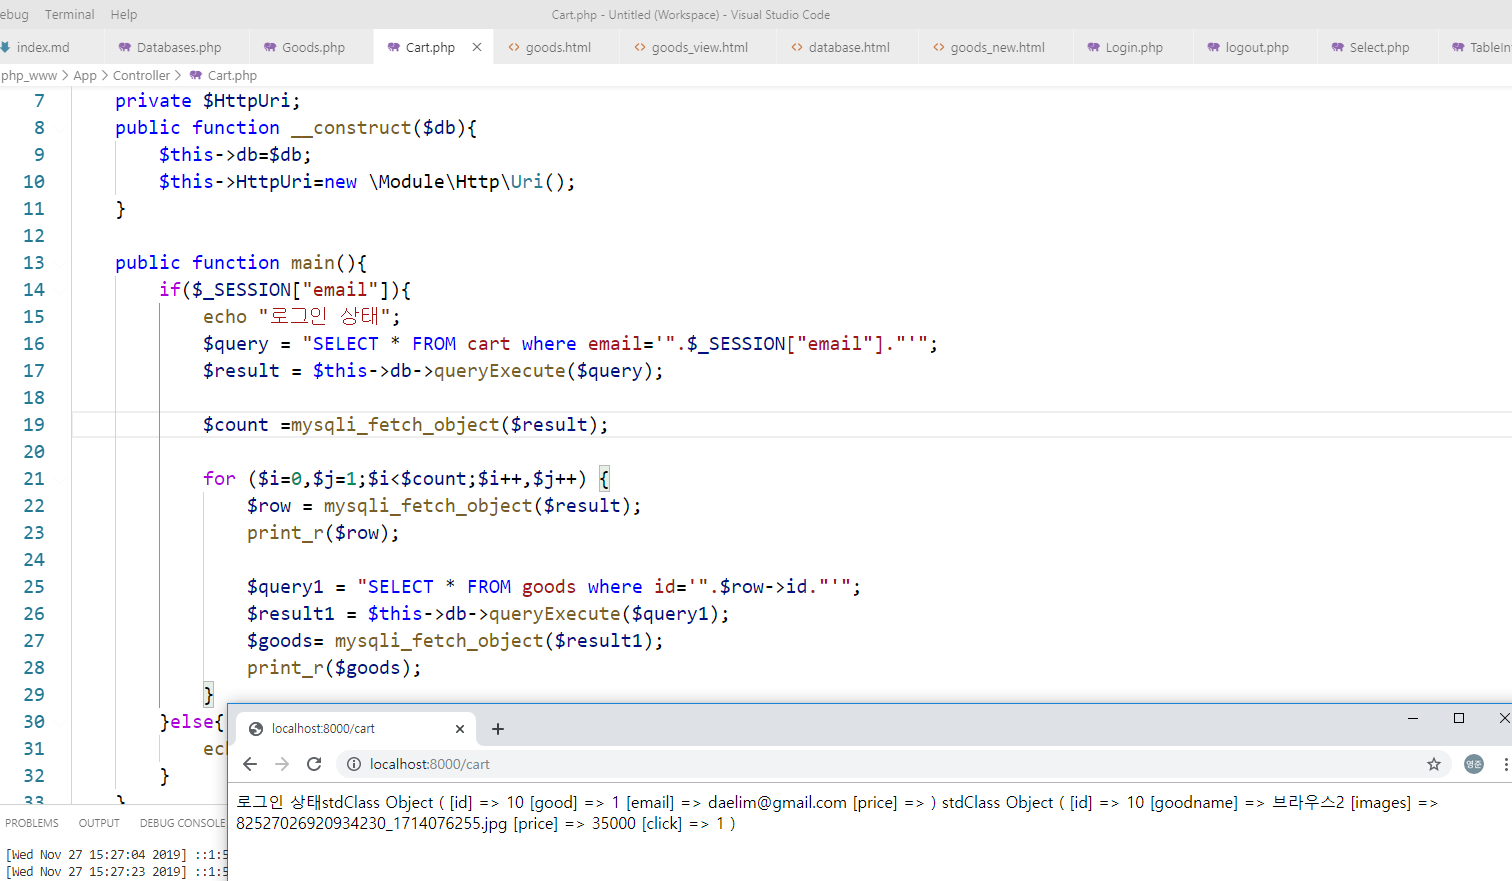 ebug Terminal Help Cart.php - Untitled (Workspace) - Visual Studio Code
index.md Databases.php Goods.php Cart.php × goods.html goods_view.html database.html goods_new.html Login.php logout.php Select.php TableIn
php_www > App > Controller > Cart.php
7 private $HttpUri;
8 public function __construct($db){
9 $this->db=$db;
10 $this->HttpUri=new \Module\Http\Uri();
11 }
12
13 public function main(){
14 if($_SESSION["email"]){
15 echo "로그인 상태";
16 $query = "SELECT * FROM cart where email='".$_SESSION["email"]."'";
17 $result = $this->db->queryExecute($query);
18
19 $count =mysqli_fetch_object($result);
20
21 for ($i=0,$j=1;$i<$count;$i++,$j++) {
22 $row = mysqli_fetch_object($result);
23 print_r($row);
24
25 $query1 = "SELECT * FROM goods where id='".$row->id."'";
26 $result1 = $this->db->queryExecute($query1);
27 $goods= mysqli_fetch_object($result1);
28 print_r($goods);
29 }
30 }else{
31 ech
32 }
33 }
localhost:8000/cart
localhost:8000/cart
영준
로그인 상태stdClass Object ( [id] => 10 [good] => 1 [email] => daelim@gmail.com [price] => ) stdClass Object ( [id] => 10 [goodname] => 브라우스2 [images] =>
82527026920934230_1714076255.jpg [price] => 35000 [click] => 1 )
PROBLEMS OUTPUT DEBUG CONSOLE
[Wed Nov 27 15:27:04 2019] ::1:5
[Wed Nov 27 15:27:23 2019] ::1:5